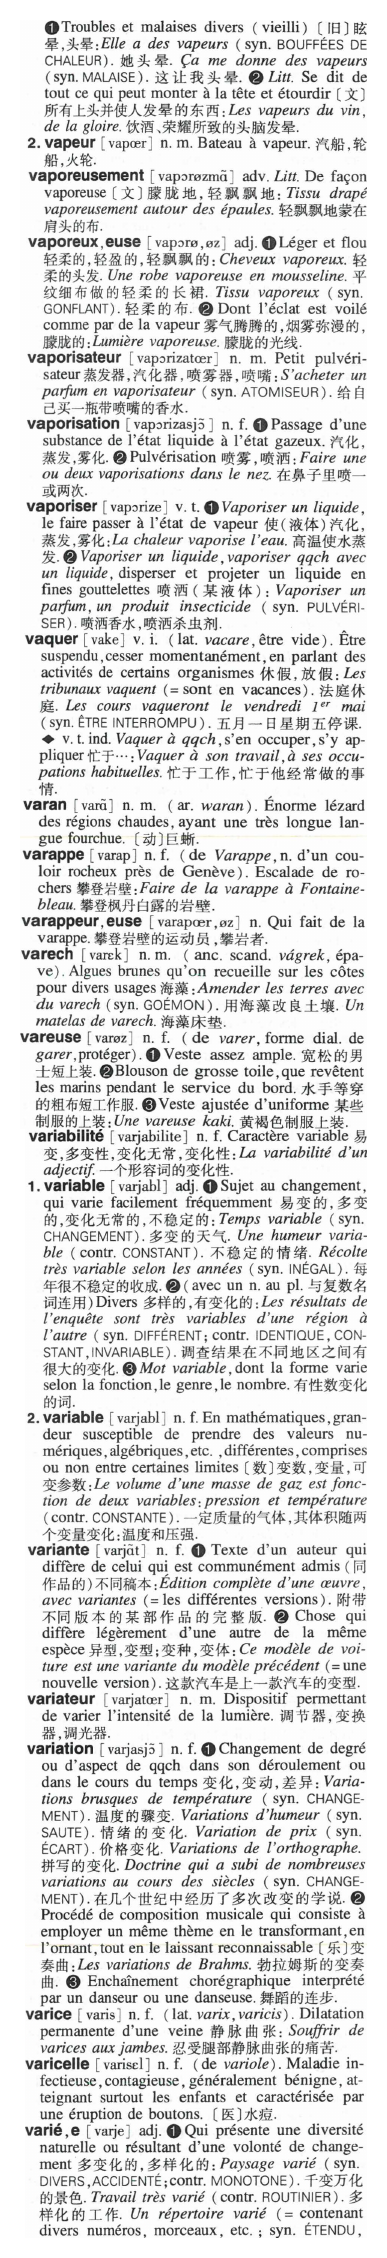 ❶Troubles et malaises divers (vieilli)〔旧〕眩
晕,头晕:Elle a des vapeurs (syn. BOUFFÉES DE
CHALEUR). 她头晕. Ça me donne des vapeurs
(syn. MALAISE). 这让我头晕. ❷ Litt. Se dit de
tout ce qui peut monter à la tête et étourdir〔文〕
所有上头并使人发晕的东西:Les vapeurs du vin,
de la gloire. 饮酒、荣耀所致的头脑发晕.
2. vapeur [vapœr] n. m. Bateau à vapeur. 汽船,轮
船,火轮.
vaporeusement [vapɔrøzmɑ̃] adv. Litt. De façon
vaporeuse〔文〕朦胧地,轻飘飘地:Tissu drapé
vaporeusement autour des épaules. 轻飘飘地蒙在
肩头的布.
vaporeux,euse [vapɔrø,øz] adj. ❶Léger et flou
轻柔的,轻盈的,轻飘飘的:Cheveux vaporeux. 轻
柔的头发. Une robe vaporeuse en mousseline. 平
纹细布做的轻柔的长裙. Tissu vaporeux (syn.
GONFLANT). 轻柔的布. ❷ Dont l'éclat est voilé
comme par de la vapeur 雾气腾腾的,烟雾弥漫的,
朦胧的:Lumière vaporeuse. 朦胧的光线.
vaporisateur [vapɔrizatœr] n. m. Petit pulvéri-
sateur 蒸发器,汽化器,喷雾器,喷嘴:S'acheter un
parfum en vaporisateur (syn. ATOMISEUR). 给自
己买一瓶带喷嘴的香水.
vaporisation [vapɔrizasjɔ̃] n. f. ❶ Passage d'une
substance de l'état liquide à l'état gazeux. 汽化,
蒸发,雾化. ❷ Pulvérisation 喷雾,喷洒:Faire une
ou deux vaporisations dans le nez. 在鼻子里喷一
或两次.
vaporiser [vapɔrize] v. t. ❶ Vaporiser un liquide,
le faire passer à l'état de vapeur 使(液体)汽化,
蒸发,雾化:La chaleur vaporise l'eau. 高温使水蒸
发. ❷ Vaporiser un liquide,vaporiser qqch avec
un liquide, disperser et projeter un liquide en
fines gouttelettes 喷洒(某液体): Vaporiser un
parfum, un produit insecticide ( syn. PULVÉRI-
SER). 喷洒香水,喷洒杀虫剂.
vaquer [vake] v. i. (lat. vacare,être vide). Être
suspendu,cesser momentanément,en parlant des
activités de certains organismes 休假,放假: Les
tribunaux vaquent (= sont en vacances). 法庭休
庭. Les cours vaqueront le vendredi 1er mai
(syn. ÊTRE INTERROMPU). 五月一日星期五停课.
◆ v. t. ind. Vaquer à qqch,s'en occuper,s'y ap-
pliquer 忙于…:Vaquer à son travail,à ses occu-
pations habituelles. 忙于工作,忙于他经常做的事
情.
varan [varɑ̃] n. m. (ar. waran). Énorme lézard
des régions chaudes,ayant une très longue lan-
gue fourchue.〔动〕巨蜥.
varappe [varap] n. f. (de Varappe,n. d'un cou-
loir rocheux près de Genève). Escalade de ro-
chers 攀登岩壁:Faire de la varappe à Fontaine-
bleau. 攀登枫丹白露的岩壁.
varappeur,euse [varapœr,øz] n. Qui fait de la
varappe. 攀登岩壁的运动员,攀岩者.
varech [varɛk] n. m. ( anc. scand. vágrek, épa-
ve). Algues brunes qu'on recueille sur les côtes
pour divers usages 海藻:Amender les terres avec
du varech (syn. GOÉMON). 用海藻改良土壤. Un
matelas de varech. 海藻床垫.
vareuse [varøz] n. f. (de varer,forme dial. de
garer,protéger). ❶ Veste assez ample. 宽松的男
士短上装. ❷Blouson de grosse toile,que revêtent
les marins pendant le service du bord. 水手等穿
的粗布短工作服. ❸Veste ajustée d'uniforme 某些
制服的上装:Une vareuse kaki. 黄褐色制服上装.
variabilité [varjabilite] n. f. Caractère variable 易
变,多变性,变化无常,变化性:La variabilité d'un
adjectif. 一个形容词的变化性.
1. variable [varjabl] adj. ❶Sujet au changement,
qui varie facilement fréquemment 易变的,多变
的,变化无常的,不稳定的:Temps variable (syn.
CHANGEMENT). 多变的天气. Une humeur varia-
ble (contr. CONSTANT). 不稳定的情绪. Récolte
très variable selon les années (syn. INÉGAL). 每
年很不稳定的收成. ❷(avec un n. au pl. 与复数名
词连用) Divers 多样的,有变化的:Les résultats de
l'enquête sont très variables d'une région à
l'autre (syn. DIFFÉRENT; contr. IDENTIQUE,CON-
STANT,INVARIABLE). 调查结果在不同地区之间有
很大的变化. ❸ Mot variable,dont la forme varie
selon la fonction,le genre,le nombre. 有性数变化
的词.
2. variable [varjabl] n. f. En mathématiques,gran-
deur susceptible de prendre des valeurs nu-
mériques,algébriques,etc. ,différentes,comprises
ou non entre certaines limites〔数〕变数,变量,可
变参数:Le volume d'une masse de gaz est fonc-
tion de deux variables:pression et température
(contr. CONSTANTE). 一定质量的气体,其体积随两
个变量变化:温度和压强.
variante [varjɑ̃t] n. f. ❶ Texte d'un auteur qui
diffère de celui qui est communément admis (同
作品的)不同稿本:Édition complète d'une œuvre,
avec variantes (= les différentes versions). 附带
不同版本的某部作品的完整版. ❷ Chose qui
diffère légèrement d'une autre de la même
espèce 异型,变型;变种,变体:Ce modèle de voi-
ture est une variante du modèle précédent (=une
nouvelle version). 这款汽车是上一款汽车的变型.
variateur [varjatœr] n. m. Dispositif permettant
de varier l'intensité de la lumière. 调节器,变换
器,调光器.
variation [varjasjɔ̃] n. f. ❶Changement de degré
ou d'aspect de qqch dans son déroulement ou
dans le cours du temps 变化,变动,差异:Varia-
tions brusques de température ( syn. CHANGE-
MENT). 温度的骤变. Variations d'humeur (syn.
SAUTE). 情绪的变化. Variation de prix ( syn.
ÉCART). 价格变化. Variations de l'orthographe.
拼写的变化. Doctrine qui a subi de nombreuses
variations au cours des siècles ( syn. CHANGE-
MENT). 在几个世纪中经历了多次改变的学说. ❷
Procédé de composition musicale qui consiste à
employer un même thème en le transformant,en
l'ornant,tout en le laissant reconnaissable〔乐〕变
奏曲:Les variations de Brahms. 勃拉姆斯的变奏
曲. ❸ Enchaînement chorégraphique interprété
par un danseur ou une danseuse. 舞蹈的连步.
varice [varis] n. f. (lat. varix,varicis). Dilatation
permanente d'une veine 静脉曲张: Souffrir de
varices aux jambes. 忍受腿部静脉曲张的痛苦.
varicelle [varisɛl] n. f. (de variole). Maladie in-
fectieuse,contagieuse, généralement bénigne, at-
teignant surtout les enfants et caractérisée par
une éruption de boutons.〔医〕水痘.
varié,e [varje] adj. ❶ Qui présente une diversité
naturelle ou résultant d'une volonté de change-
ment 多变化的,多样化的:Paysage varié (syn.
DIVERS,ACCIDENTÉ;contr. MONOTONE). 千变万化
的景色. Travail très varié (contr. ROUTINIER). 多
样化的工作. Un répertoire varié (= contenant
divers numéros, morceaux, etc. ; syn. ÉTENDU,